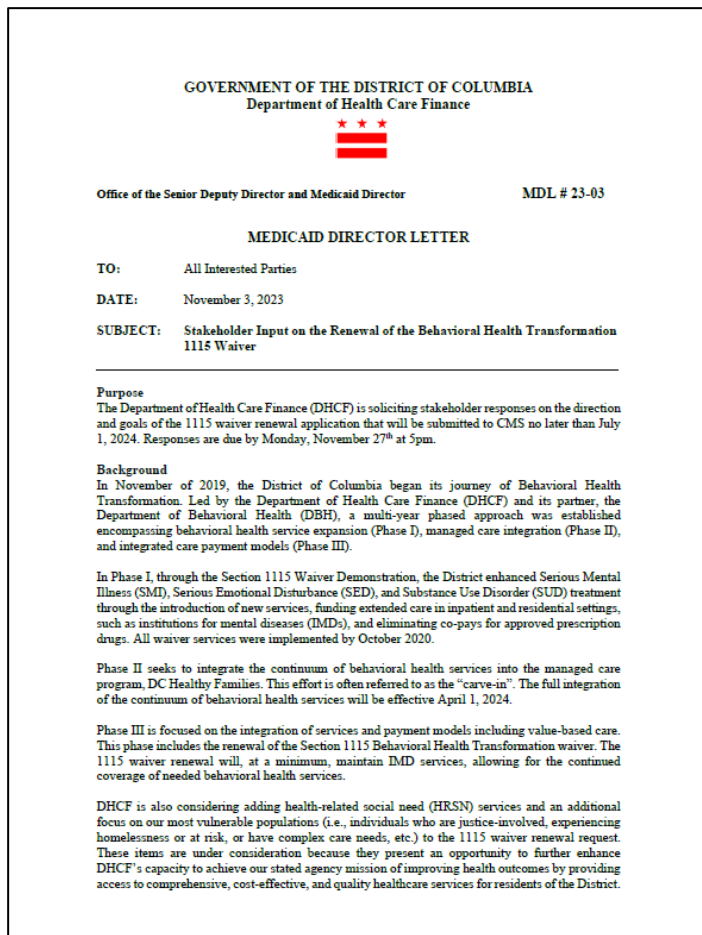 GOVERNMENT OF THE DISTRICT OF COLUMBIA
Department of Health Care Finance
Office of the Senior Deputy Director and Medicaid Director MDL # 23-03
MEDICAID DIRECTOR LETTER
TO: All Interested Parties
DATE: November 3, 2023
SUBJECT: Stakeholder Input on the Renewal of the Behavioral Health Transformation
1115 Waiver
Purpose
The Department of Health Care Finance (DHCF) is soliciting stakeholder responses on the direction
and goals of the 1115 waiver renewal application that will be submitted to CMS no later than July
1, 2024. Responses are due by Monday, November 27th at 5pm.
Background
In November of 2019, the District of Columbia began its journey of Behavioral Health
Transformation. Led by the Department of Health Care Finance (DHCF) and its partner, the
Department of Behavioral Health (DBH), a multi-year phased approach was established
encompassing behavioral health service expansion (Phase I), managed care integration (Phase II),
and integrated care payment models (Phase III).
In Phase I, through the Section 1115 Waiver Demonstration, the District enhanced Serious Mental
Illness (SMI), Serious Emotional Disturbance (SED), and Substance Use Disorder (SUD) treatment
through the introduction of new services, funding extended care in inpatient and residential settings,
such as institutions for mental diseases (IMDs), and eliminating co-pays for approved prescription
drugs. All waiver services were implemented by October 2020.
Phase II seeks to integrate the continuum of behavioral health services into the managed care
program, DC Healthy Families. This effort is often referred to as the “carve-in”. The full integration
of the continuum of behavioral health services will be effective April 1, 2024.
Phase III is focused on the integration of services and payment models including value-based care.
This phase includes the renewal of the Section 1115 Behavioral Health Transformation waiver. The
1115 waiver renewal will, at a minimum, maintain IMD services, allowing for the continued
coverage of needed behavioral health services.
DHCF is also considering adding health-related social need (HRSN) services and an additional
focus on our most vulnerable populations (i.e., individuals who are justice-involved, experiencing
homelessness or at risk, or have complex care needs, etc.) to the 1115 waiver renewal request.
These items are under consideration because they present an opportunity to further enhance
DHCF’s capacity to achieve our stated agency mission of improving health outcomes by providing
access to comprehensive, cost-effective, and quality healthcare services for residents of the District.